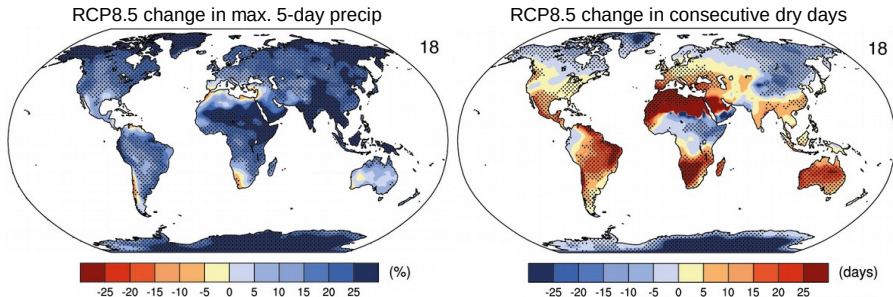 RCP8.5 change in max. 5-day precip
18
-25 -20 -15 -10 -5 0 5 10 15 20 25 (%)
RCP8.5 change in consecutive dry days
18
-25 -20 -15 -10 -5 0 5 10 15 20 25 (days)